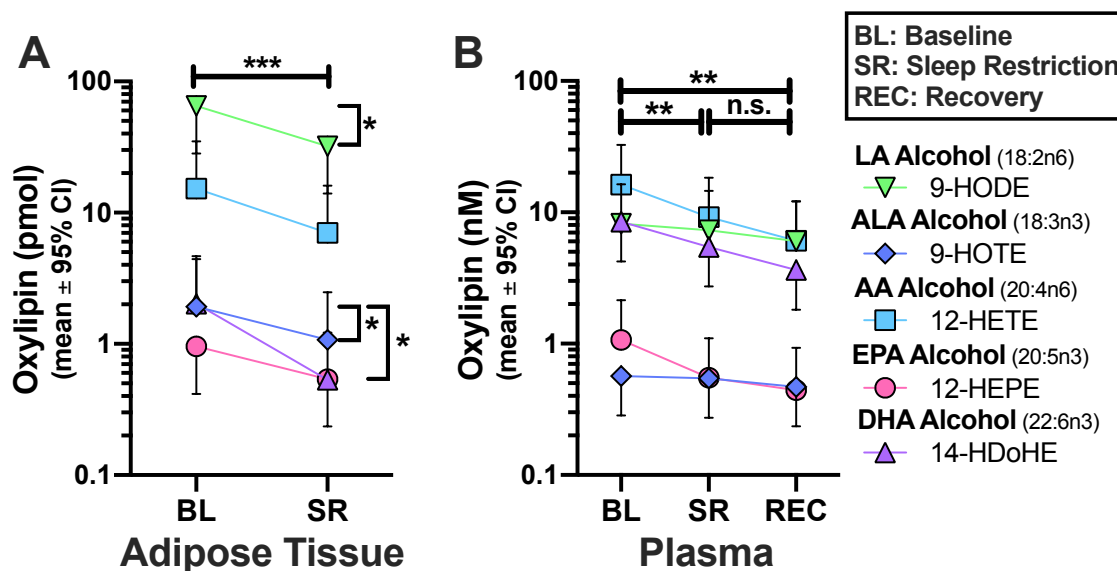 A
***
100
10
1
0.1
Oxylipin (pmol)
(mean ± 95% CI)
*
*
*
BL SR
Adipose Tissue
B
**
** n.s.
100
10
1
0.1
Oxylipin (nM)
(mean ± 95% CI)
BL SR REC
Plasma
BL: Baseline
SR: Sleep Restriction
REC: Recovery
LA Alcohol (18:2n6)
9-HODE
ALA Alcohol (18:3n3)
9-HOTE
AA Alcohol (20:4n6)
12-HETE
EPA Alcohol (20:5n3)
12-HEPE
DHA Alcohol (22:6n3)
14-HDoHE